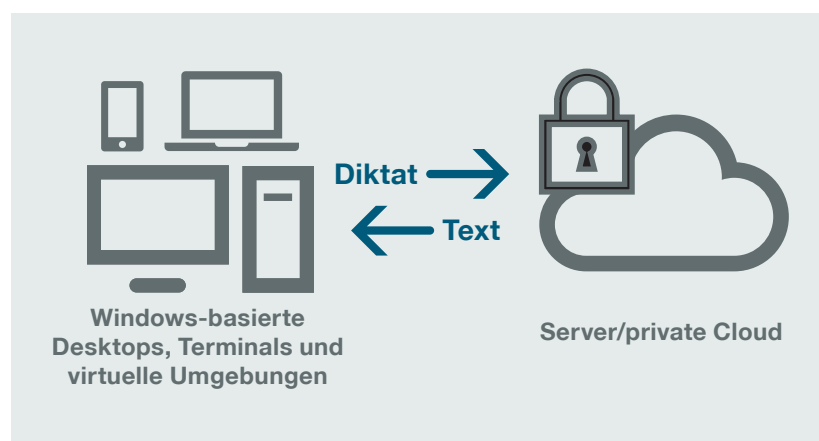 Diktat
Text
Windows-basierte
Desktops, Terminals und
virtuelle Umgebungen
Server/private Cloud